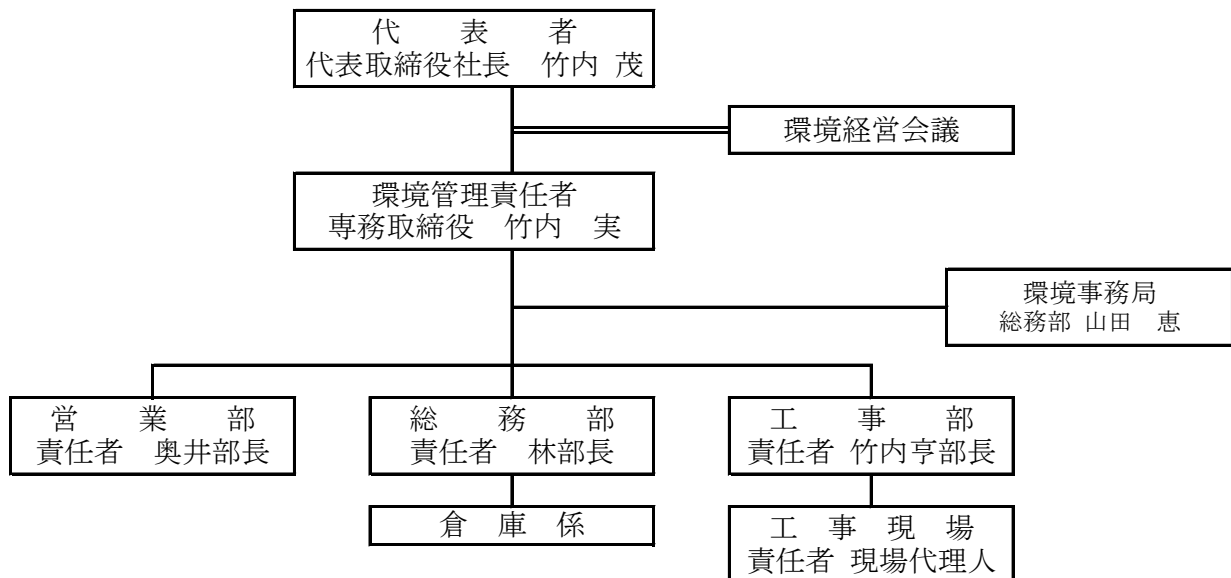 代　表　者
代表取締役社長　竹内 茂
環境経営会議
環境管理責任者
専務取締役　竹内　実
環境事務局
総務部 山田　恵
営　業　部
責任者　奥井部長
総　務　部
責任者　林部長
工　事　部
責任者 竹内亨部長
倉　庫　係
工　事　現　場
責任者 現場代理人